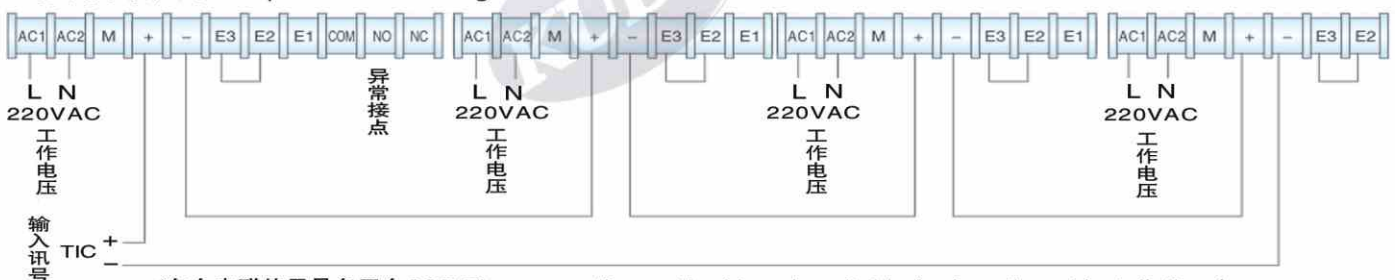 AC1 AC2 M + - E3 E2 E1 COM NO NC AC1 AC2 M + - E3 E2 E1 AC1 AC2 M + - E3 E2 E1 AC1 AC2 M + - E3 E2
L N
220VAC
工作电压
异常接点
L N
220VAC
工作电压
L N
220VAC
工作电压
L N
220VAC
工作电压
输入讯号
TIC + -